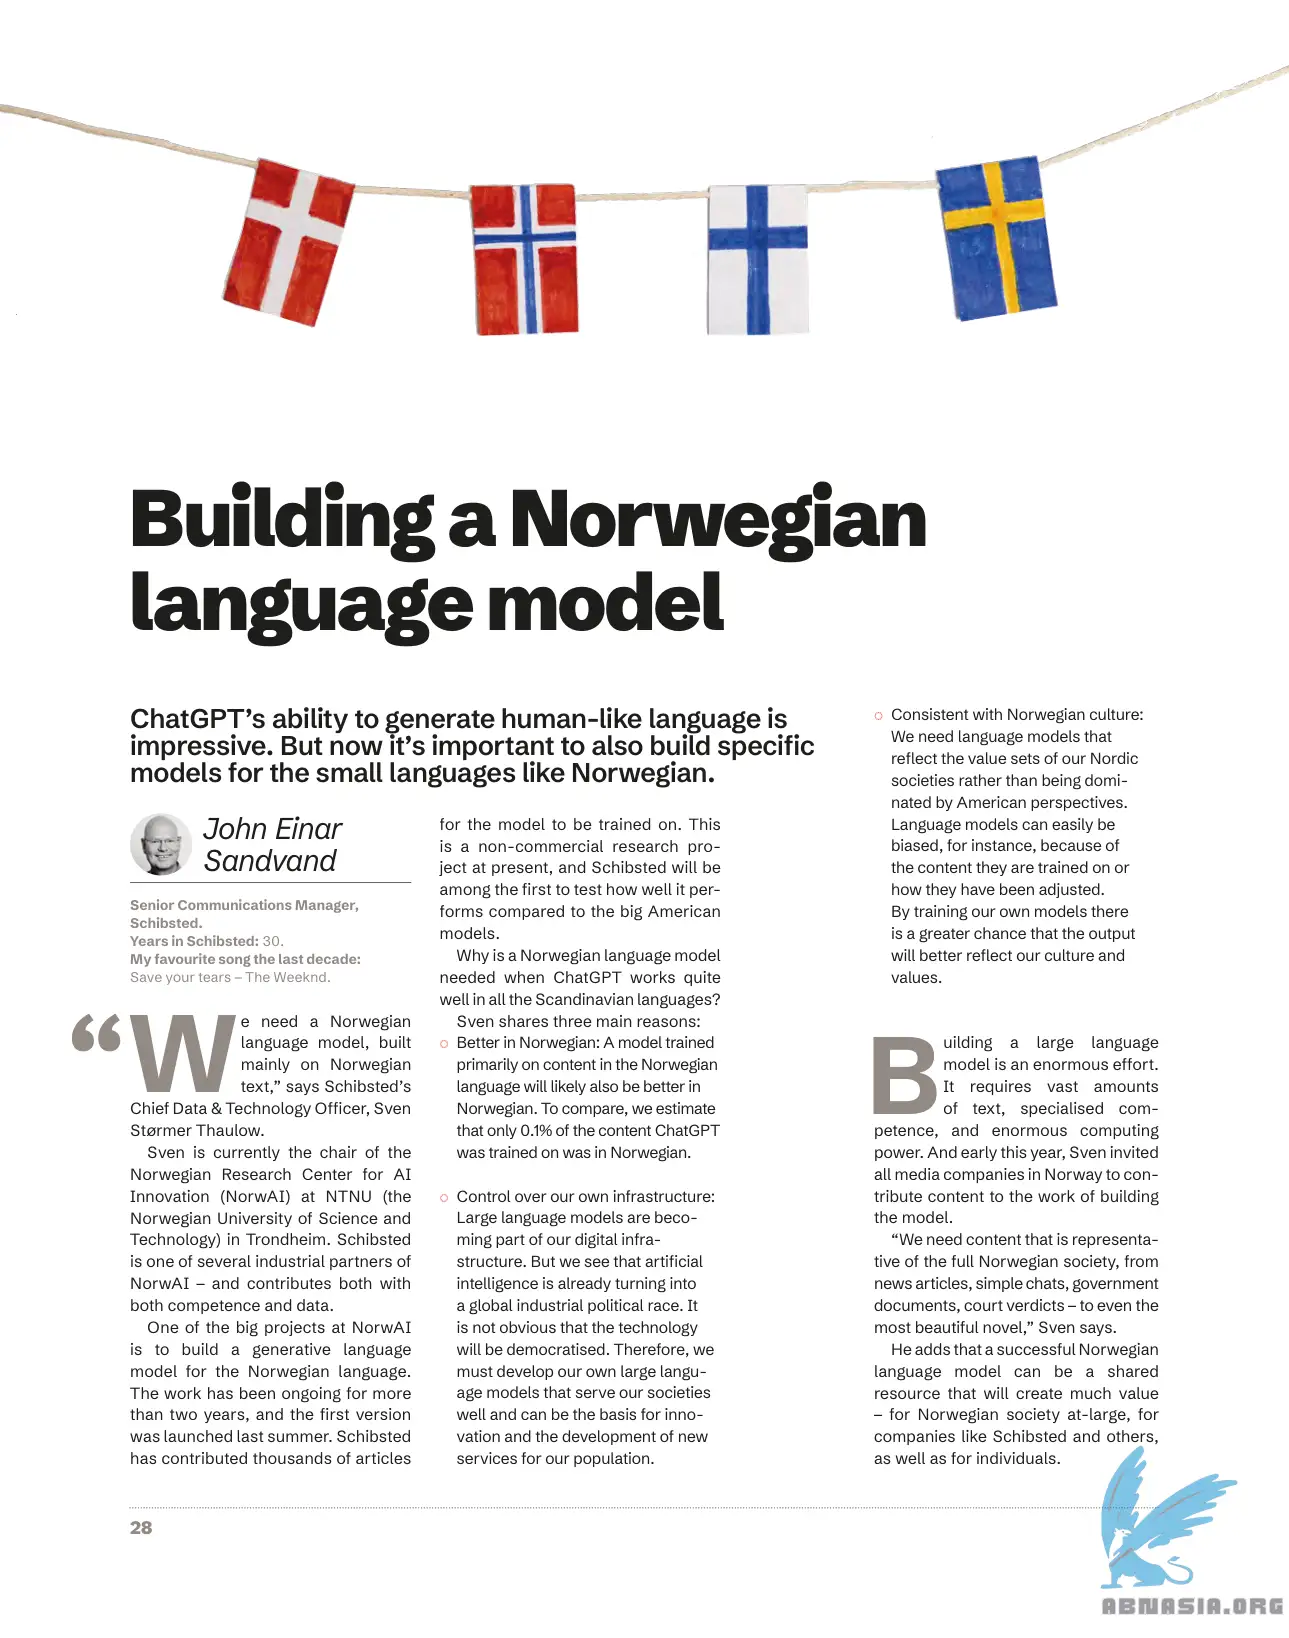 Building a Norwegian
language model
ChatGPT’s ability to generate human-like language is
impressive. But now it’s important to also build specific
models for the small languages like Norwegian.
John Einar
Sandvand
Senior Communications Manager,
Schibsted.
Years in Schibsted: 30.
My favourite song the last decade:
Save your tears – The Weeknd.
“We need a Norwegian
language model, built
mainly on Norwegian
text,” says Schibsted’s
Chief Data & Technology Officer, Sven
Størmer Thaulow.
Sven is currently the chair of the
Norwegian Research Center for AI
Innovation (NorwAI) at NTNU (the
Norwegian University of Science and
Technology) in Trondheim. Schibsted
is one of several industrial partners of
NorwAI – and contributes both with
both competence and data.
One of the big projects at NorwAI
is to build a generative language
model for the Norwegian language.
The work has been ongoing for more
than two years, and the first version
was launched last summer. Schibsted
has contributed thousands of articles
for the model to be trained on. This
is a non-commercial research pro-
ject at present, and Schibsted will be
among the first to test how well it per-
forms compared to the big American
models.
Why is a Norwegian language model
needed when ChatGPT works quite
well in all the Scandinavian languages?
Sven shares three main reasons:
○ Better in Norwegian: A model trained
primarily on content in the Norwegian
language will likely also be better in
Norwegian. To compare, we estimate
that only 0.1% of the content ChatGPT
was trained on was in Norwegian.
○ Control over our own infrastructure:
Large language models are beco-
ming part of our digital infra-
structure. But we see that artificial
intelligence is already turning into
a global industrial political race. It
is not obvious that the technology
will be democratised. Therefore, we
must develop our own large langu-
age models that serve our societies
well and can be the basis for inno-
vation and the development of new
services for our population.
○ Consistent with Norwegian culture:
We need language models that
reflect the value sets of our Nordic
societies rather than being domi-
nated by American perspectives.
Language models can easily be
biased, for instance, because of
the content they are trained on or
how they have been adjusted.
By training our own models there
is a greater chance that the output
will better reflect our culture and
values.
Building a large language
model is an enormous effort.
It requires vast amounts
of text, specialised com-
petence, and enormous computing
power. And early this year, Sven invited
all media companies in Norway to con-
tribute content to the work of building
the model.
“We need content that is representa-
tive of the full Norwegian society, from
news articles, simple chats, government
documents, court verdicts – to even the
most beautiful novel,” Sven says.
He adds that a successful Norwegian
language model can be a shared
resource that will create much value
– for Norwegian society at-large, for
companies like Schibsted and others,
as well as for individuals.
28
ABNASIA.ORG